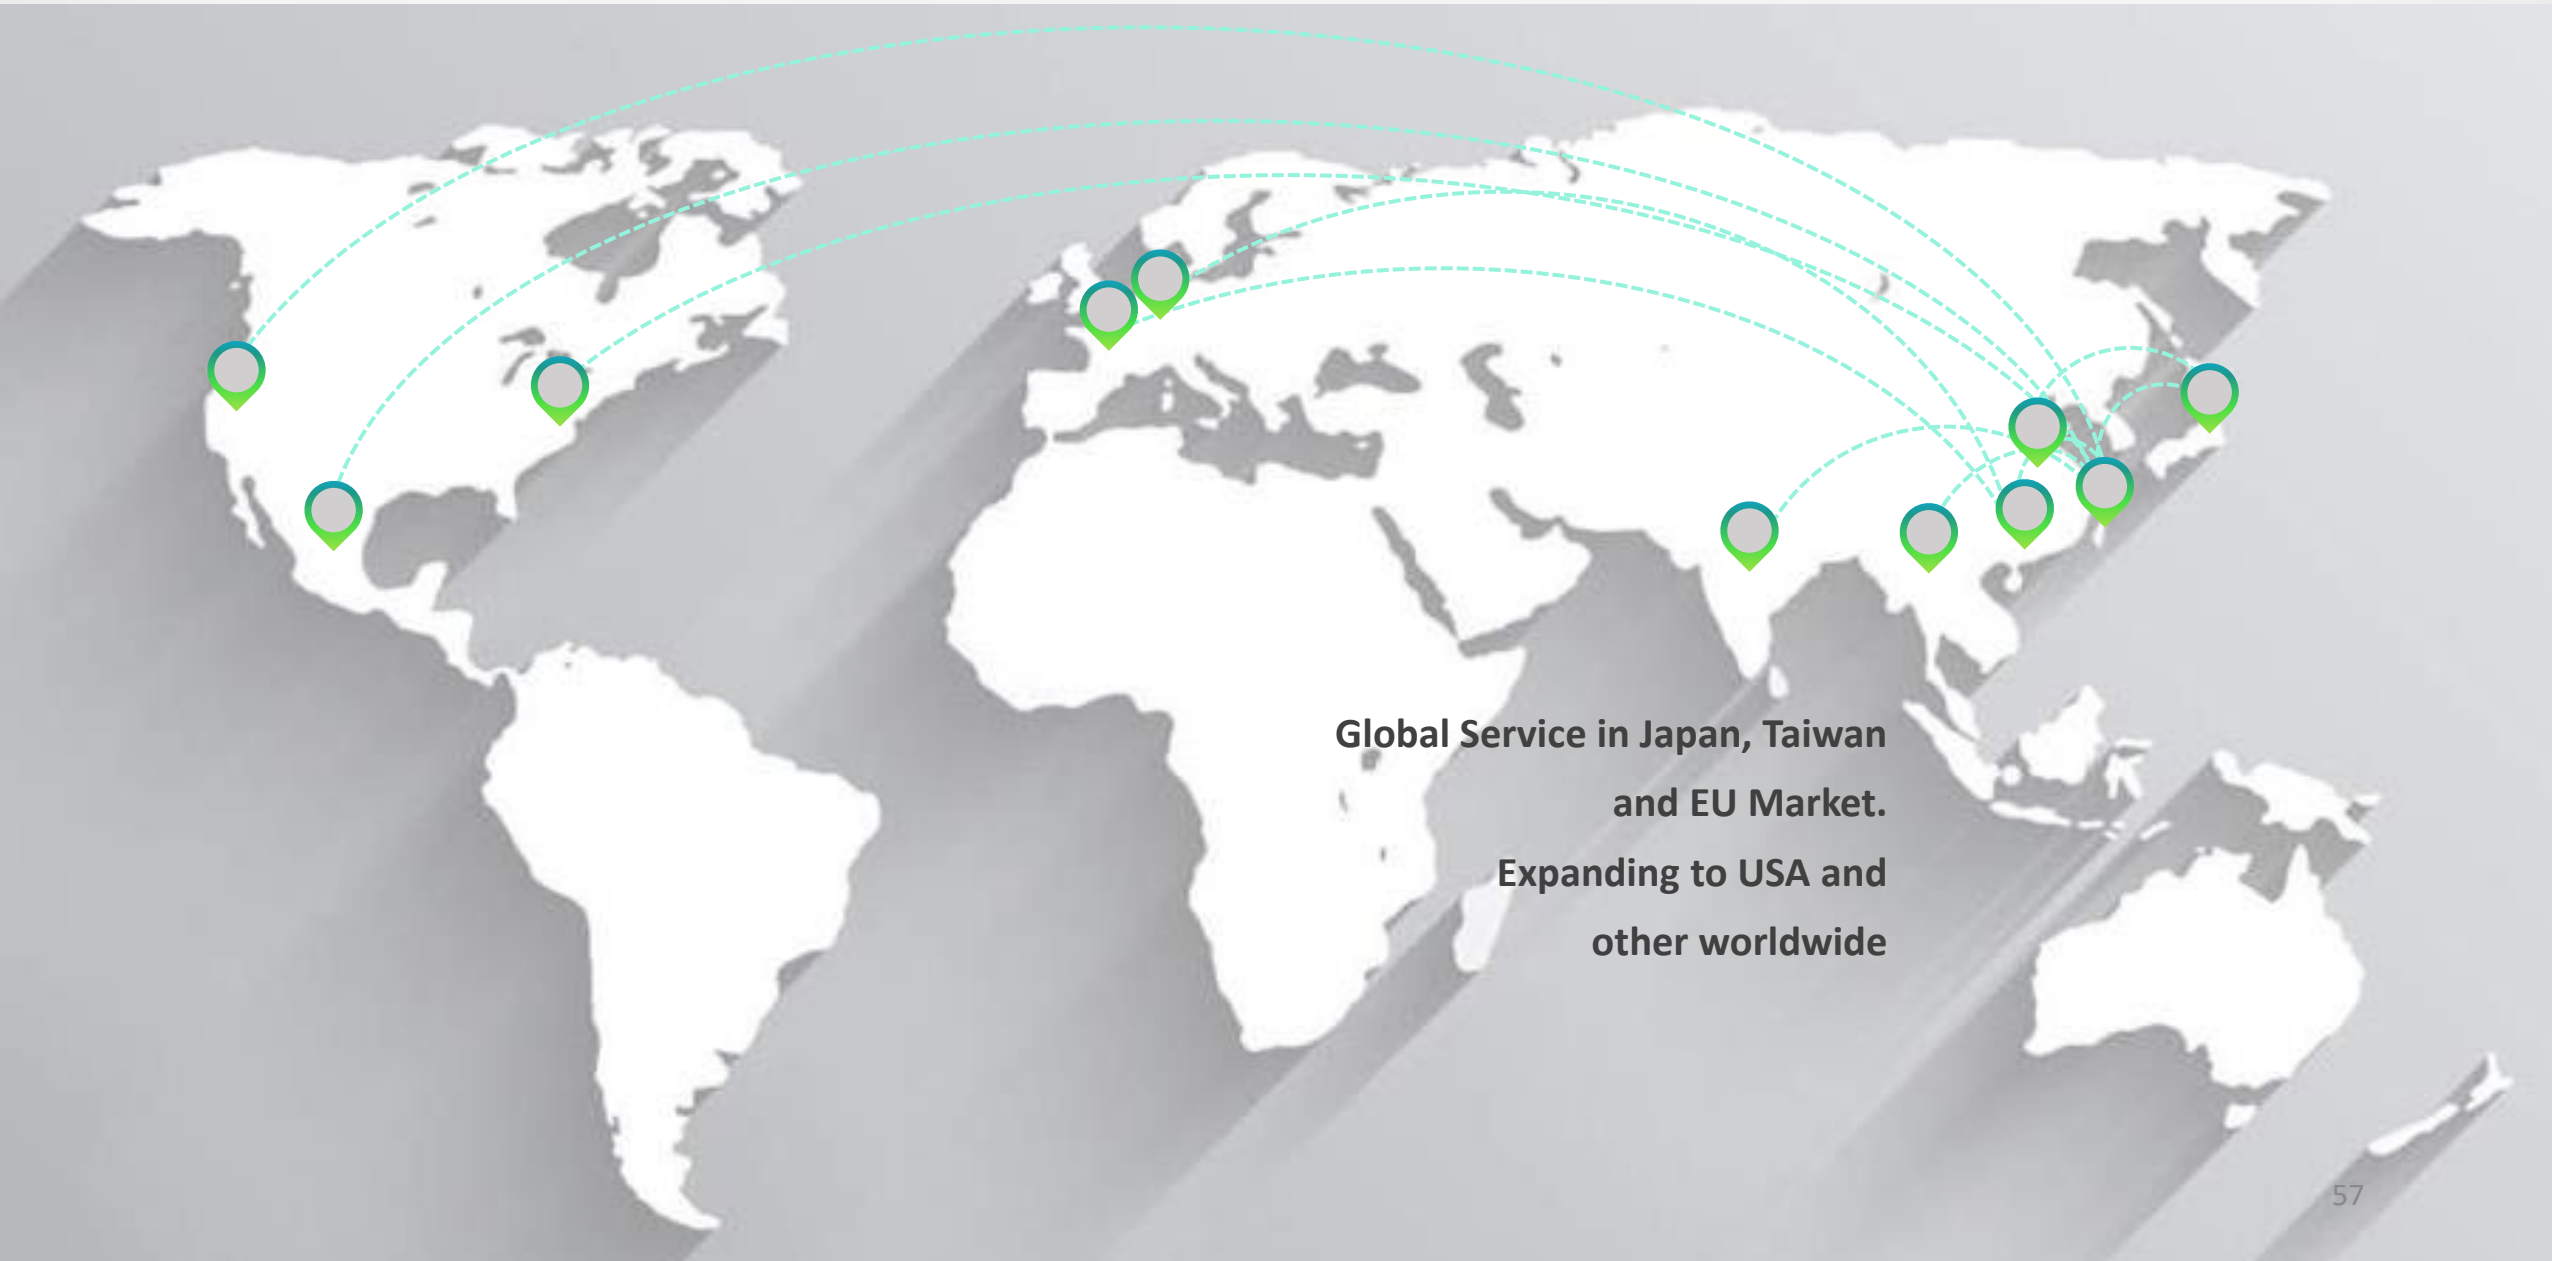 Global Service in Japan, Taiwan
and EU Market.
Expanding to USA and
other worldwide
57